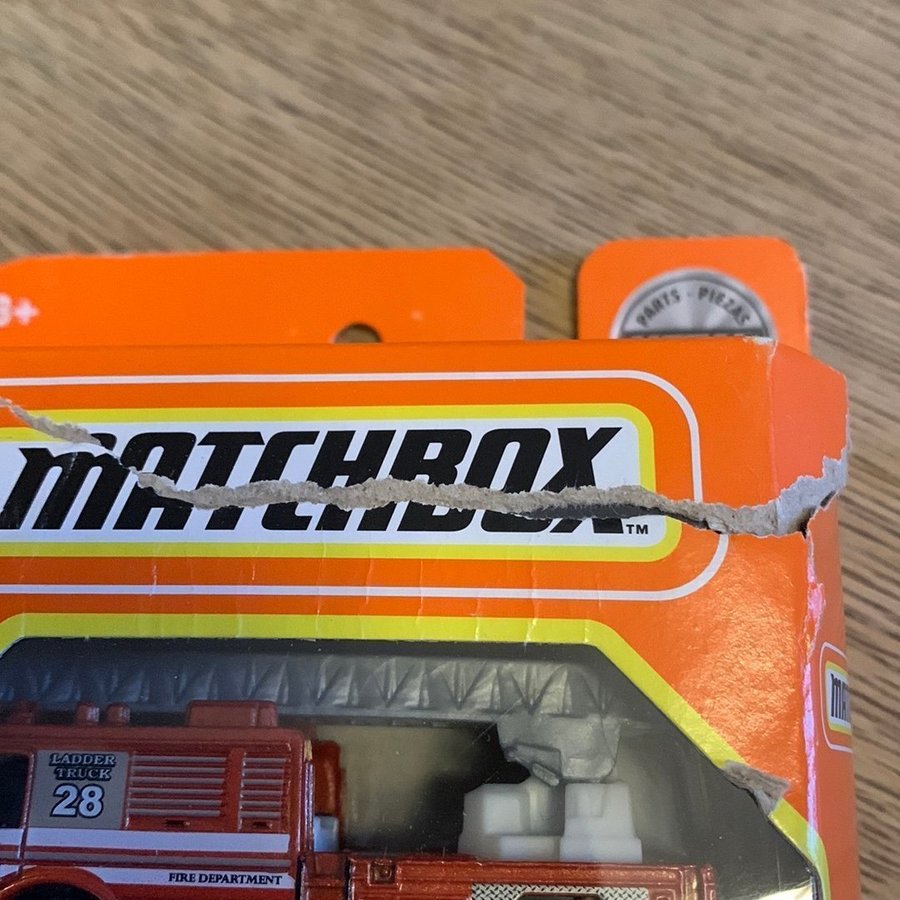 3+
PARTS - PIEZAS
MATCHBOX™
LADDER
TRUCK
28
FIRE DEPARTMENT